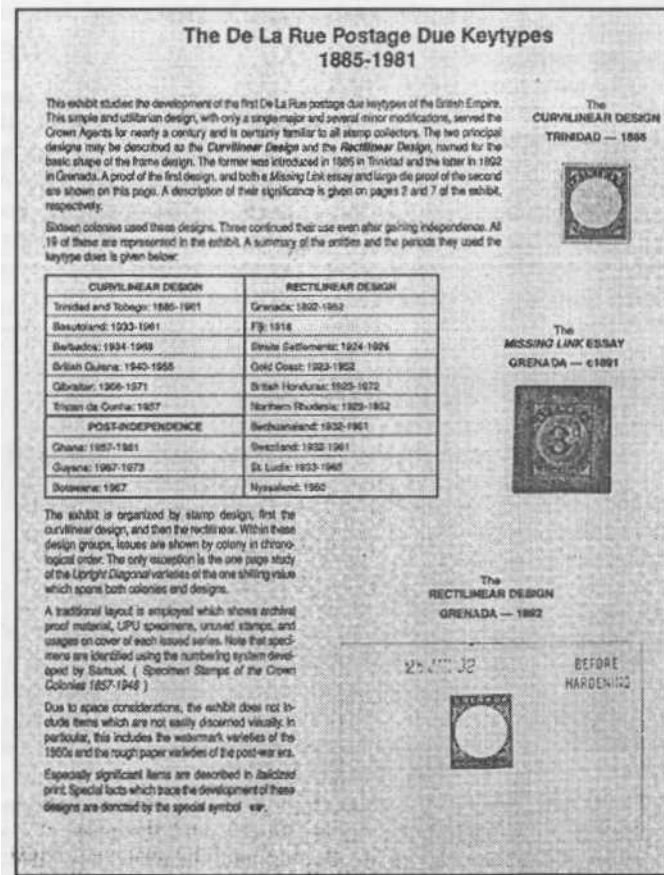 The De La Rue Postage Due Keytypes
1885-1981
This exhibit studies the development of the first De La Rue postage due keytypes of the British Empire.
This simple and utilitarian design, with only a single major and several minor modifications, served the
Crown Agents for nearly a century and is certainly familiar to all stamp collectors. The two principal
designs may be described as the Curvilinear Design and the Rectilinear Design, named for the
basic shape of the frame design. The former was introduced in 1885 in Trinidad and the latter in 1892
in Grenada. A proof of the first design, and both a Missing Link essay and large die proof of the second
are shown on this page. A description of their significance is given on pages 2 and 7 of the exhibit,
respectively.
Sixteen colonies used these designs. Three continued their use even after gaining independence. All
19 of these are represented in the exhibit. A summary of the entities and the periods they used the
keytype dues is given below:
The
CURVILINEAR DESIGN
TRINIDAD — 1885
CURVILINEAR DESIGN
RECTILINEAR DESIGN
Trinidad and Tobago: 1885-1961
Grenada: 1892-1952
Basutoland: 1933-1961
Fiji: 1918
Barbados: 1934-1968
Straits Settlements: 1924-1926
British Guiana: 1940-1955
Gold Coast: 1923-1952
Gibraltar: 1956-1971
British Honduras: 1923-1972
Tristan da Cunha: 1957
Northern Rhodesia: 1929-1952
POST-INDEPENDENCE
Bechuanaland: 1932-1961
Ghana: 1957-1981
Swaziland: 1932-1961
Guyana: 1967-1973
St. Lucia: 1933-1965
Botswana: 1967
Nyasaland: 1950
The
MISSING LINK ESSAY
GRENADA — c1891
3d
The exhibit is organized by stamp design, first the
curvilinear design, and then the rectilinear. Within these
design groups, issues are shown by colony in chrono-
logical order. The only exception is the one page study
of the Upright Diagonal varieties of the one shilling value
which spans both colonies and designs.
A traditional layout is employed which shows archival
proof material, UPU specimens, unused stamps, and
usages on cover of each issued series. Note that speci-
mens are identified using the numbering system devel-
oped by Samuel. ( Specimen Stamps of the Crown
Colonies 1857-1948 )
Due to space considerations, the exhibit does not in-
clude items which are not easily discerned visually. In
particular, this includes the watermark varieties of the
1950s and the rough paper varieties of the post-war era.
Especially significant items are described in italicized
print. Special facts which trace the development of these
designs are denoted by the special symbol
The
RECTILINEAR DESIGN
GRENADA — 1892
BEFORE
HARDENING